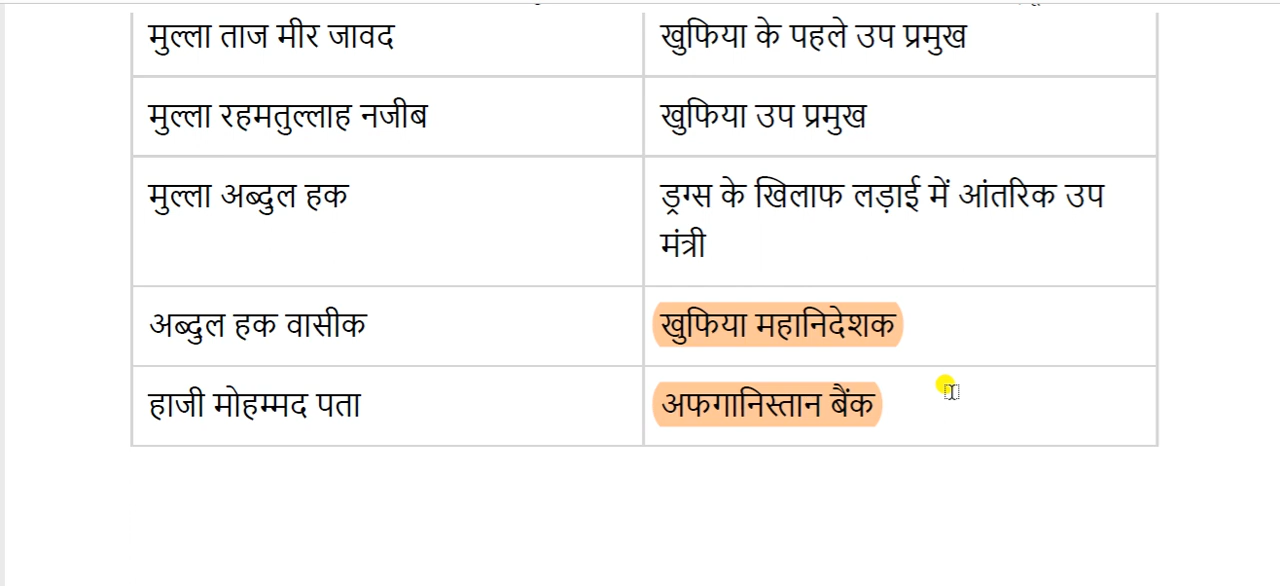 मुल्ला ताज मीर जावद
खुफिया के पहले उप प्रमुख
मुल्ला रहमतुल्लाह नजीब
खुफिया उप प्रमुख
मुल्ला अब्दुल हक
ड्रग्स के खिलाफ लड़ाई में आंतरिक उप
मंत्री
अब्दुल हक वासीक
खुफिया महानिदेशक
हाजी मोहम्मद पता
अफगानिस्तान बैंक